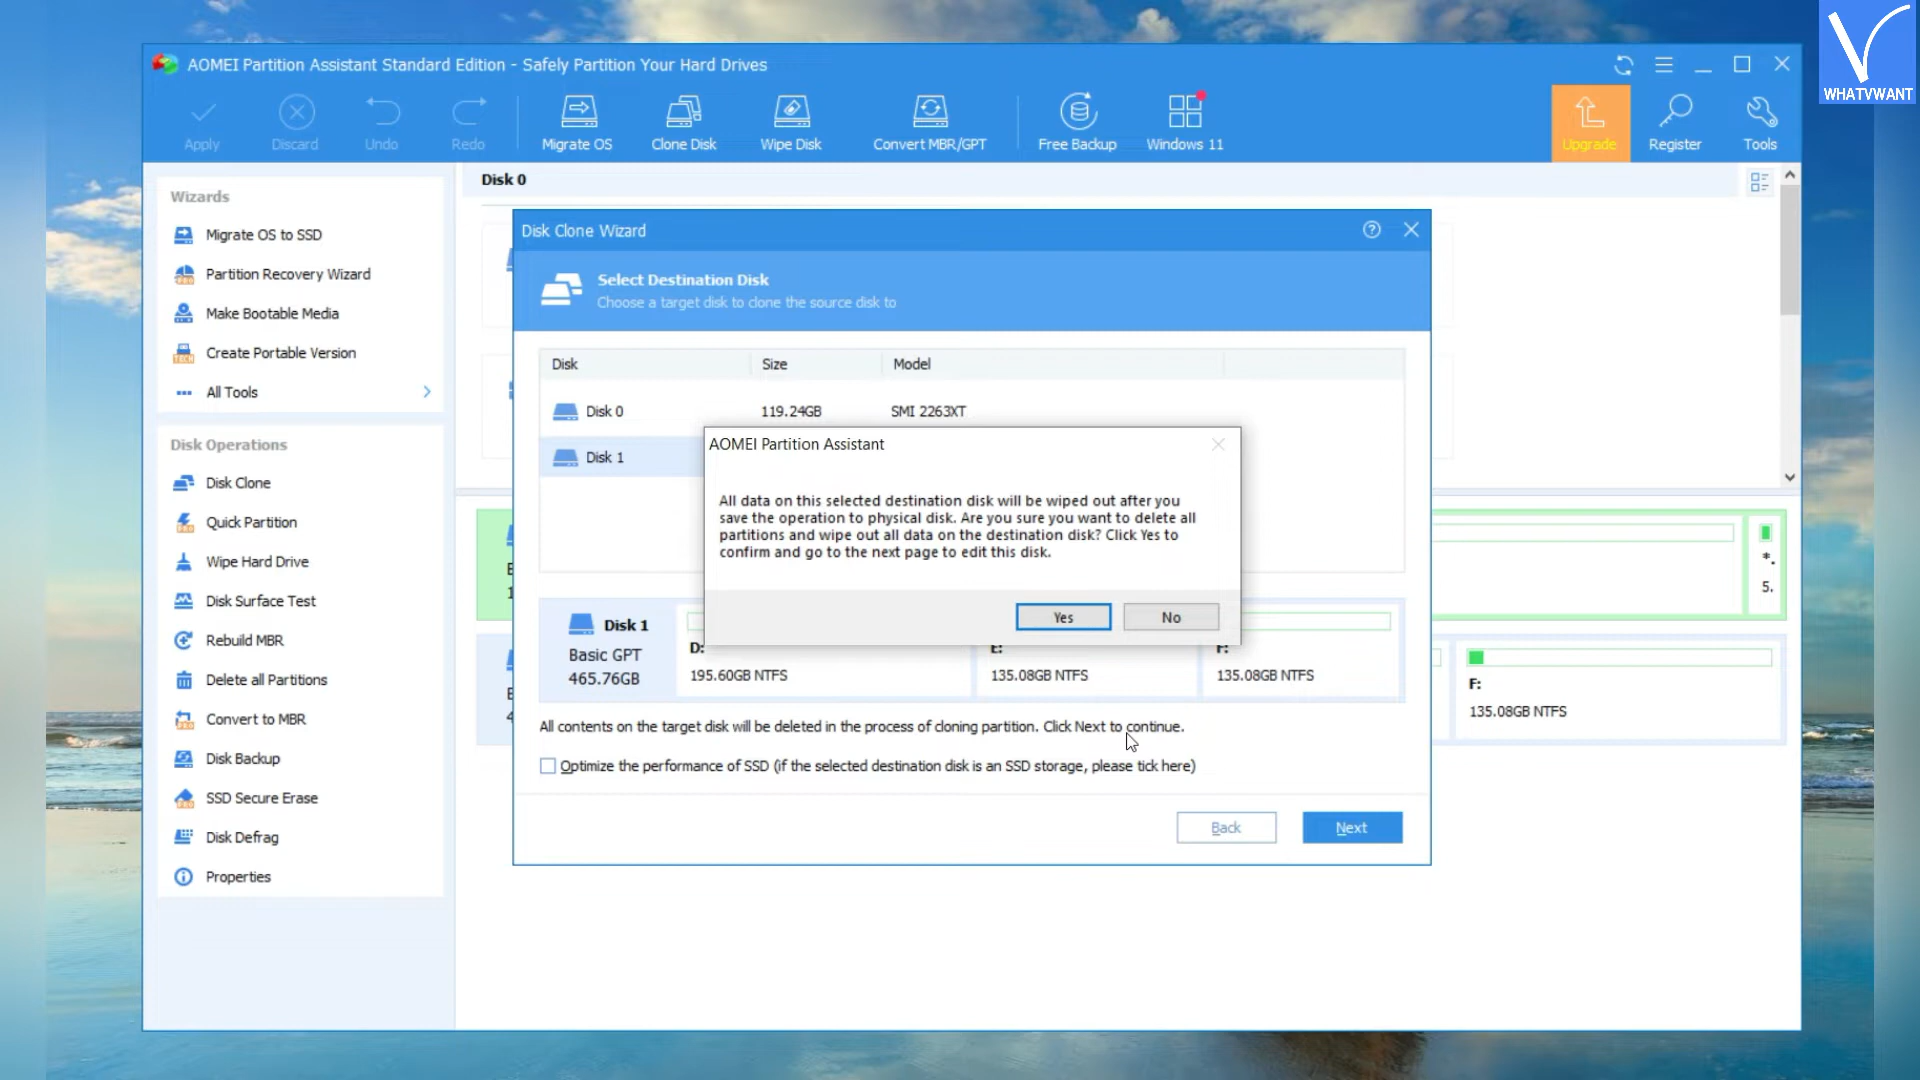 AOMEI Partition Assistant Standard Edition - Safely Partition Your Hard Drives
WHATVWANT
Apply
Discard
Undo
Redo
Migrate OS
Clone Disk
Wipe Disk
Convert MBR/GPT
Free Backup
Windows 11
Upgrade
Register
Tools
Wizards
Migrate OS to SSD
Partition Recovery Wizard
Make Bootable Media
Create Portable Version
All Tools
Disk Operations
Disk Clone
Quick Partition
Wipe Hard Drive
Disk Surface Test
Rebuild MBR
Delete all Partitions
Convert to MBR
Disk Backup
SSD Secure Erase
Disk Defrag
Properties
Disk 0
Disk Clone Wizard
Select Destination Disk
Choose a target disk to clone the source disk to
Disk Size Model
Disk 0 119.24GB SMI 2263XT
Disk 1
AOMEI Partition Assistant
All data on this selected destination disk will be wiped out after you
save the operation to physical disk. Are you sure you want to delete all
partitions and wipe out all data on the destination disk? Click Yes to
confirm and go to the next page to edit this disk.
Yes
No
Disk 1
Basic GPT
465.76GB
D:
195.60GB NTFS
E:
135.08GB NTFS
F:
135.08GB NTFS
All contents on the target disk will be deleted in the process of cloning partition. Click Next to continue.
Optimize the performance of SSD (if the selected destination disk is an SSD storage, please tick here)
Back
Next
*.
5.
F:
135.08GB NTFS